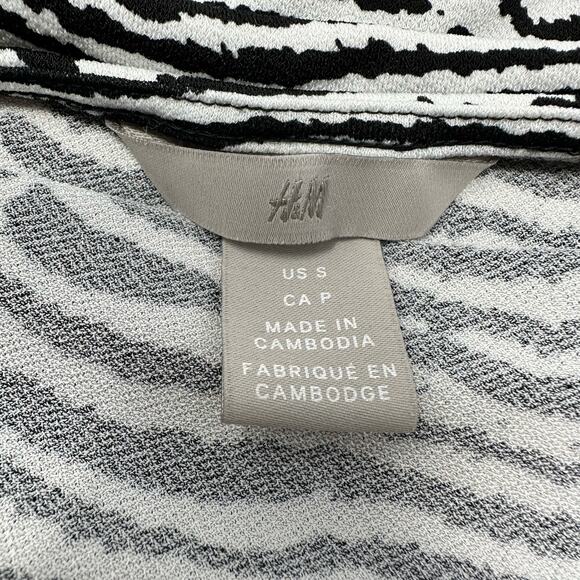 H&M
US S
CA P
MADE IN
CAMBODIA
FABRIQUÉ EN
CAMBODGE